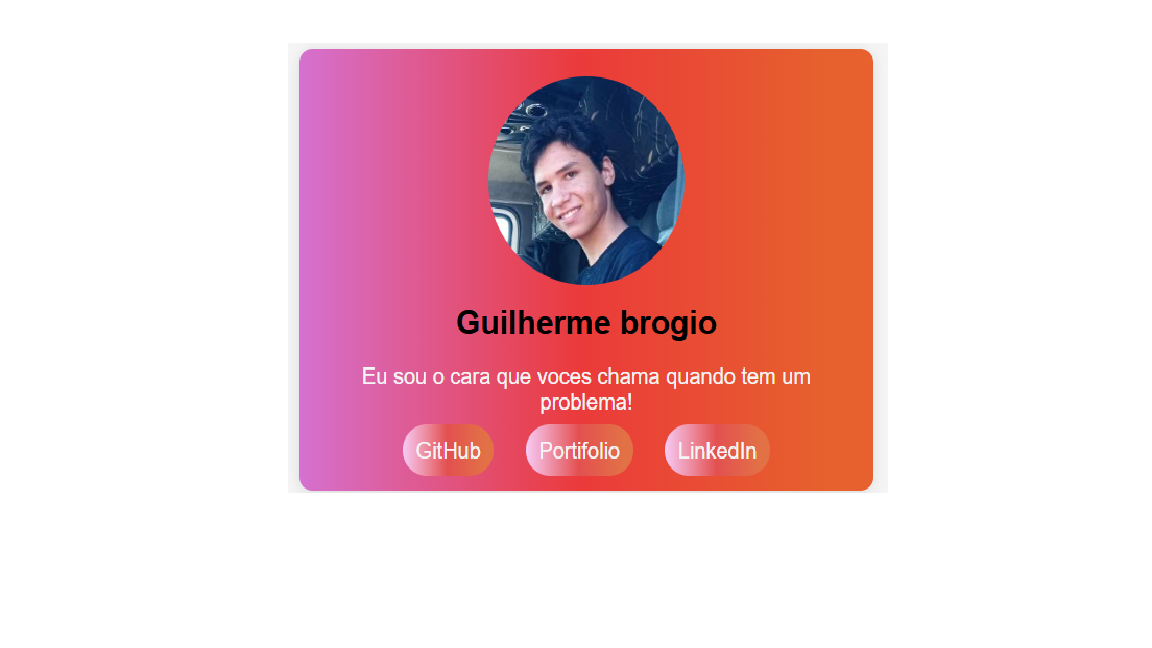 Guilherme brogio
Eu sou o cara que voces chama quando tem um
problema!
GitHub Portifolio LinkedIn